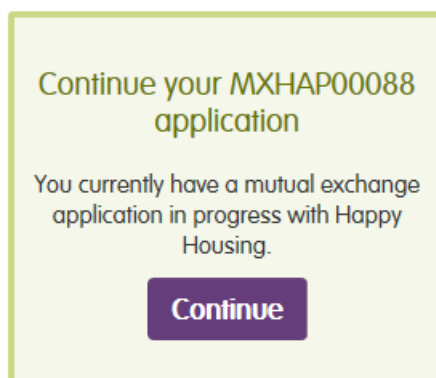 Continue your MXHAP00088
application
You currently have a mutual exchange
application in progress with Happy
Housing.
Continue